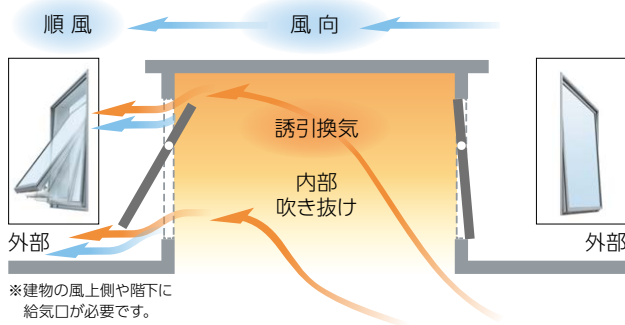 順風
風向
誘引換気
内部
吹き抜け
外部
外部
※建物の風上側や階下に
給気口が必要です。